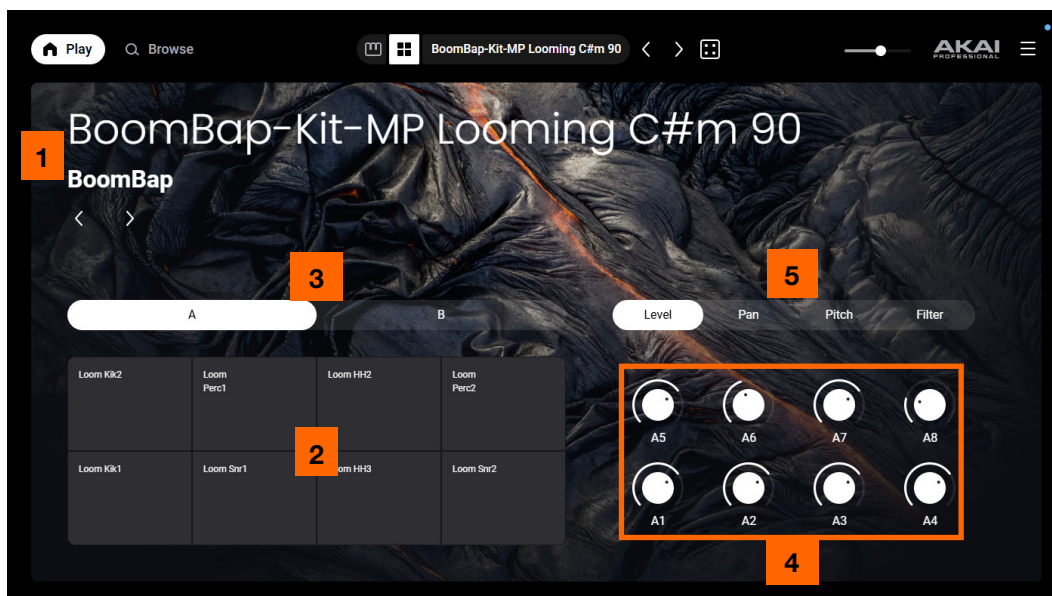 Play
Browse
BoomBap-Kit-MP Looming C#m 90
AKAI
PROFESSIONAL
BoomBap-Kit-MP Looming C#m 90
1
BoomBap
3
5
A
B
Level
Pan
Pitch
Filter
Loom Kik2
Loom
Perc1
Loom HH2
Loom
Perc2
A5
A6
A7
A8
2
Loom Kik1
Loom Snr1
oom HH3
Loom Snr2
A1
A2
A3
A4
4